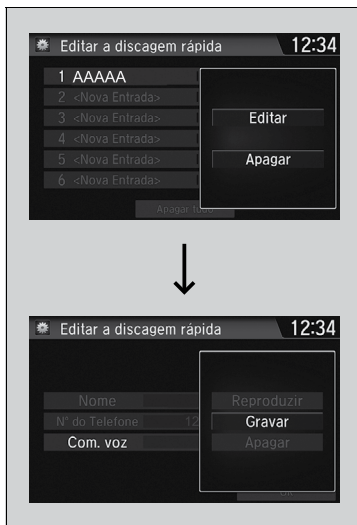 Editar a discagem rápida 12:34
1 AAAAA
2 <Nova Entrada>
3 <Nova Entrada>
4 <Nova Entrada>
5 <Nova Entrada>
6 <Nova Entrada>
Editar
Apagar
Apagar tudo
Editar a discagem rápida 12:34
Nome
N° do Telefone 12
Com. voz
Reproduzir
Gravar
Apagar
OK